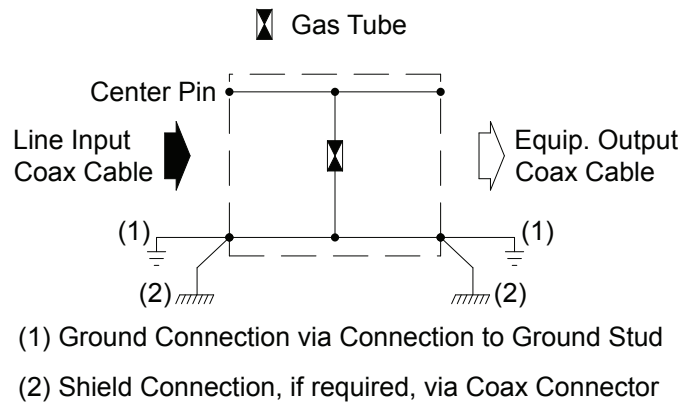 Gas Tube
Center Pin
Line Input
Coax Cable
Equip. Output
Coax Cable
(1)
(1)
(2)
(2)
(1) Ground Connection via Connection to Ground Stud
(2) Shield Connection, if required, via Coax Connector